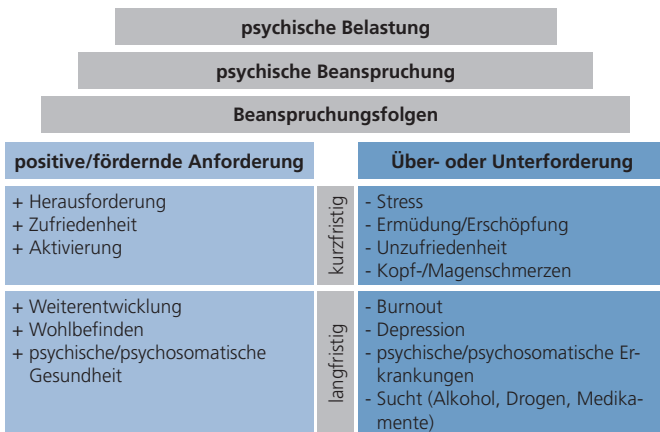 psychische Belastung
psychische Beanspruchung
Beanspruchungsfolgen
positive/fördernde Anforderung
Über- oder Unterforderung
+ Herausforderung
+ Zufriedenheit
+ Aktivierung
kurzfristig
- Stress
- Ermüdung/Erschöpfung
- Unzufriedenheit
- Kopf-/Magenschmerzen
+ Weiterentwicklung
+ Wohlbefinden
+ psychische/psychosomatische
Gesundheit
langfristig
- Burnout
- Depression
- psychische/psychosomatische Er-
krankungen
- Sucht (Alkohol, Drogen, Medika-
mente)